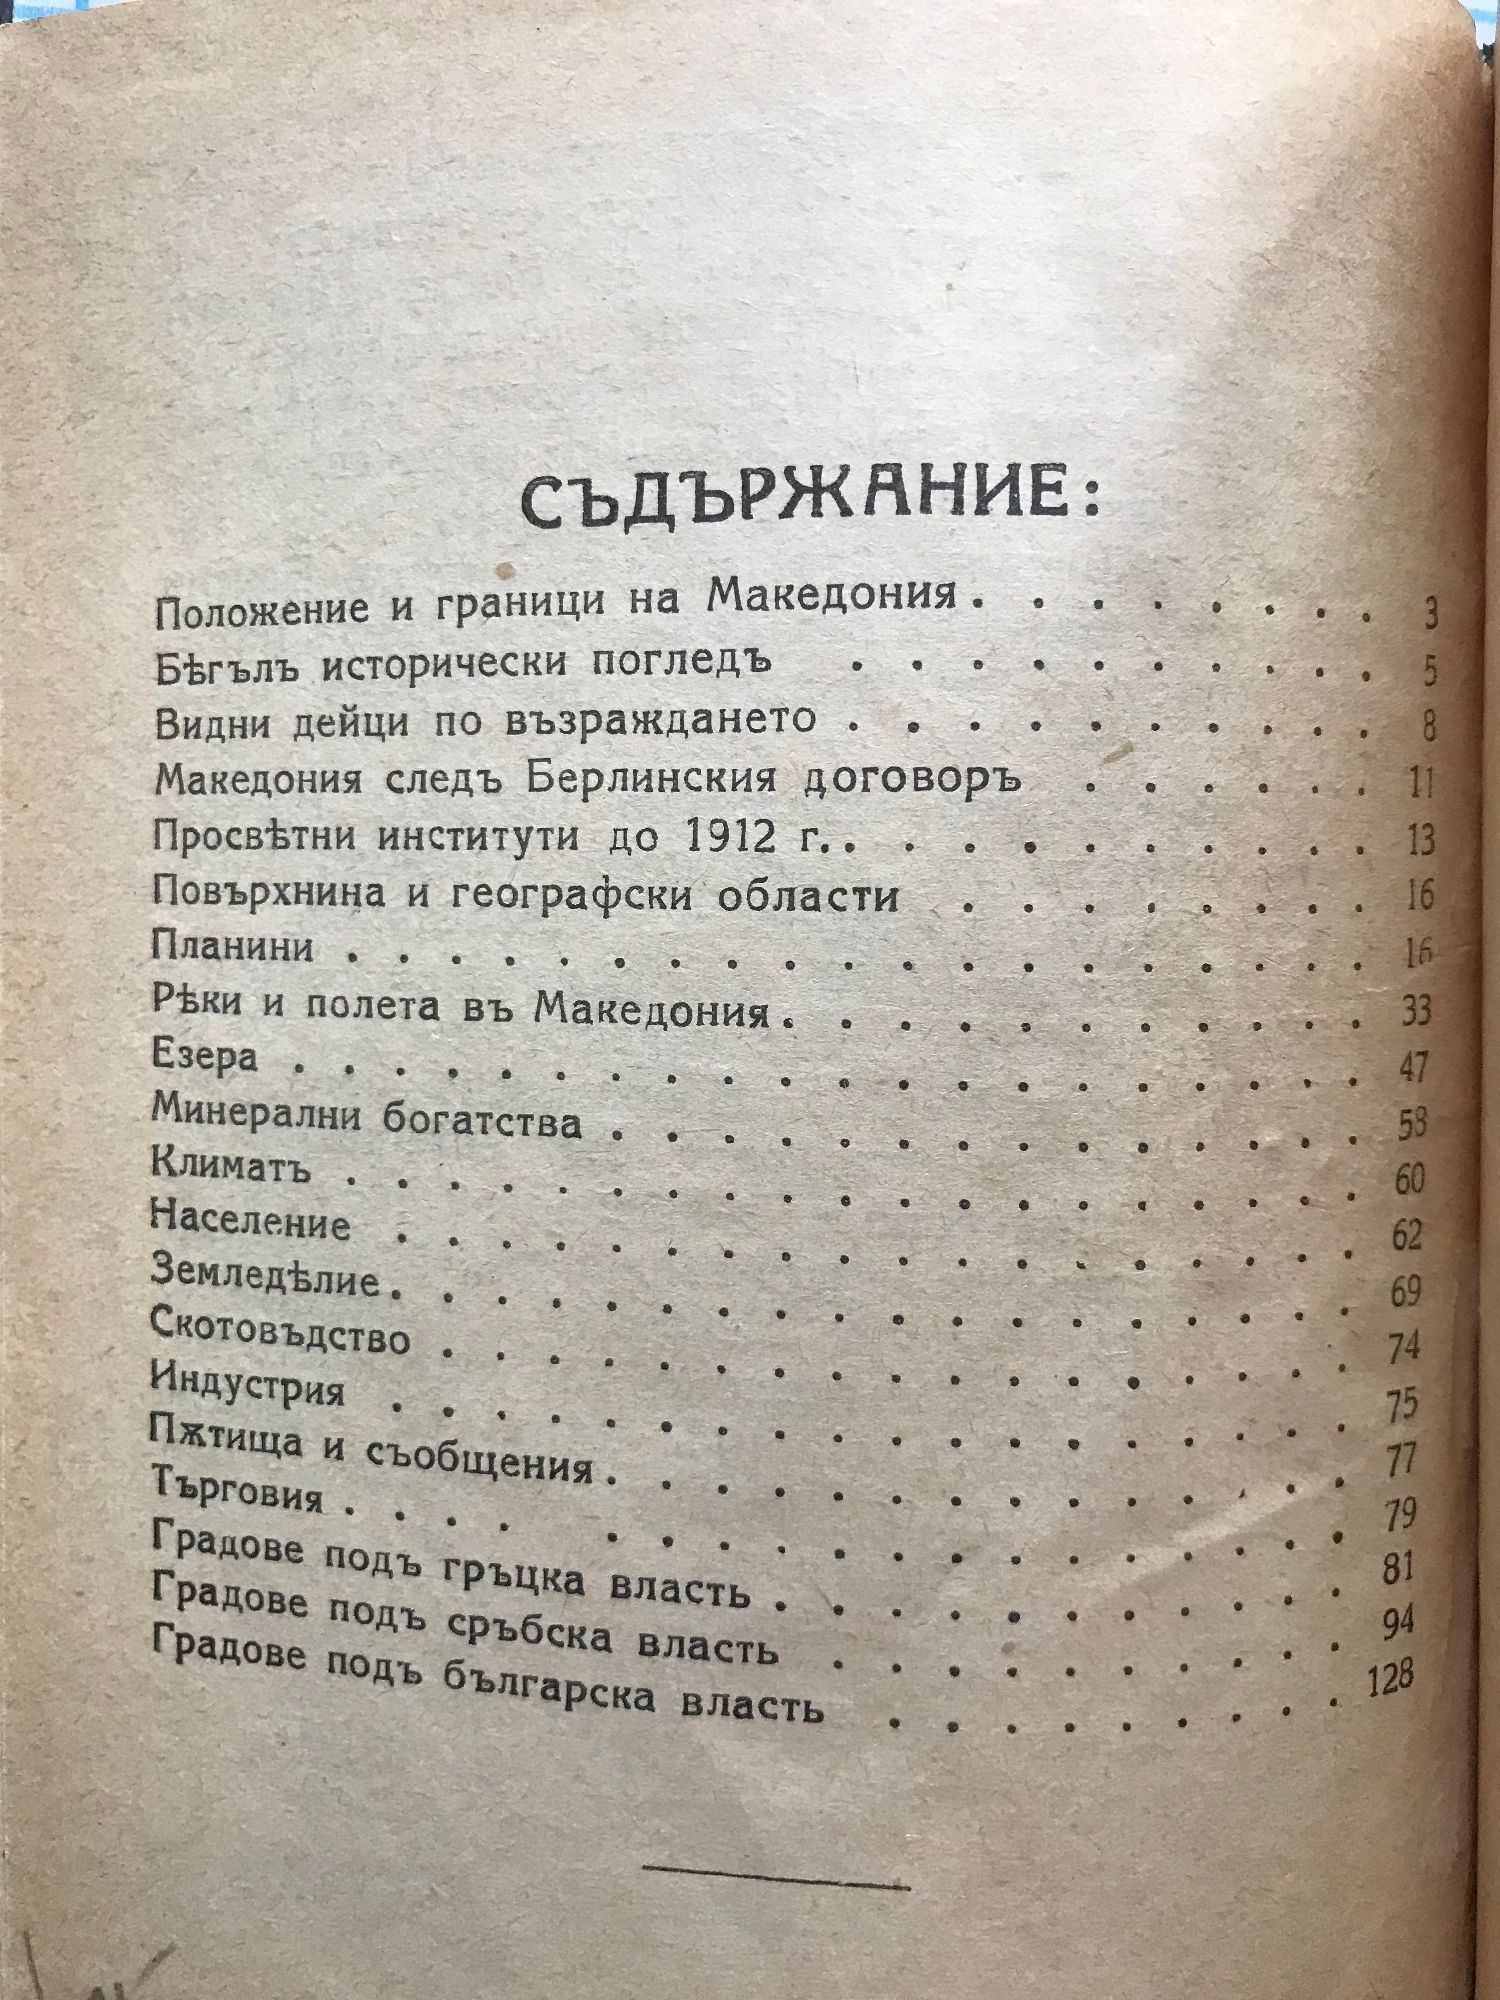 СЪДЪРЖАНИЕ:
Положение и граници на Македония . . . . . . . . 3
Бѣгълъ исторически погледъ . . . . . . . . . . 5
Видни дейци по възраждането . . . . . . . . . . 8
Македония следъ Берлинския договоръ . . . . . . 11
Просвѣтни институти до 1912 г. . . . . . . . . . . 13
Повърхнина и географски области . . . . . . . . 16
Планини . . . . . . . . . . . . . . . . . . 16
Рѣки и полета въ Македония . . . . . . . . . . . 33
Езера . . . . . . . . . . . . . . . . . . . 47
Минерални богатства . . . . . . . . . . . . . 58
Климатъ . . . . . . . . . . . . . . . . . . 60
Население . . . . . . . . . . . . . . . . . 62
Земледѣлие . . . . . . . . . . . . . . . . . 69
Скотовъдство . . . . . . . . . . . . . . . . 74
Индустрия . . . . . . . . . . . . . . . . . 75
Пѫтища и съобщения . . . . . . . . . . . . . 77
Търговия . . . . . . . . . . . . . . . . . 79
Градове подъ гръцка власть . . . . . . . . . . 81
Градове подъ сръбска власть . . . . . . . . . 94
Градове подъ българска власть . . . . . . . . 128